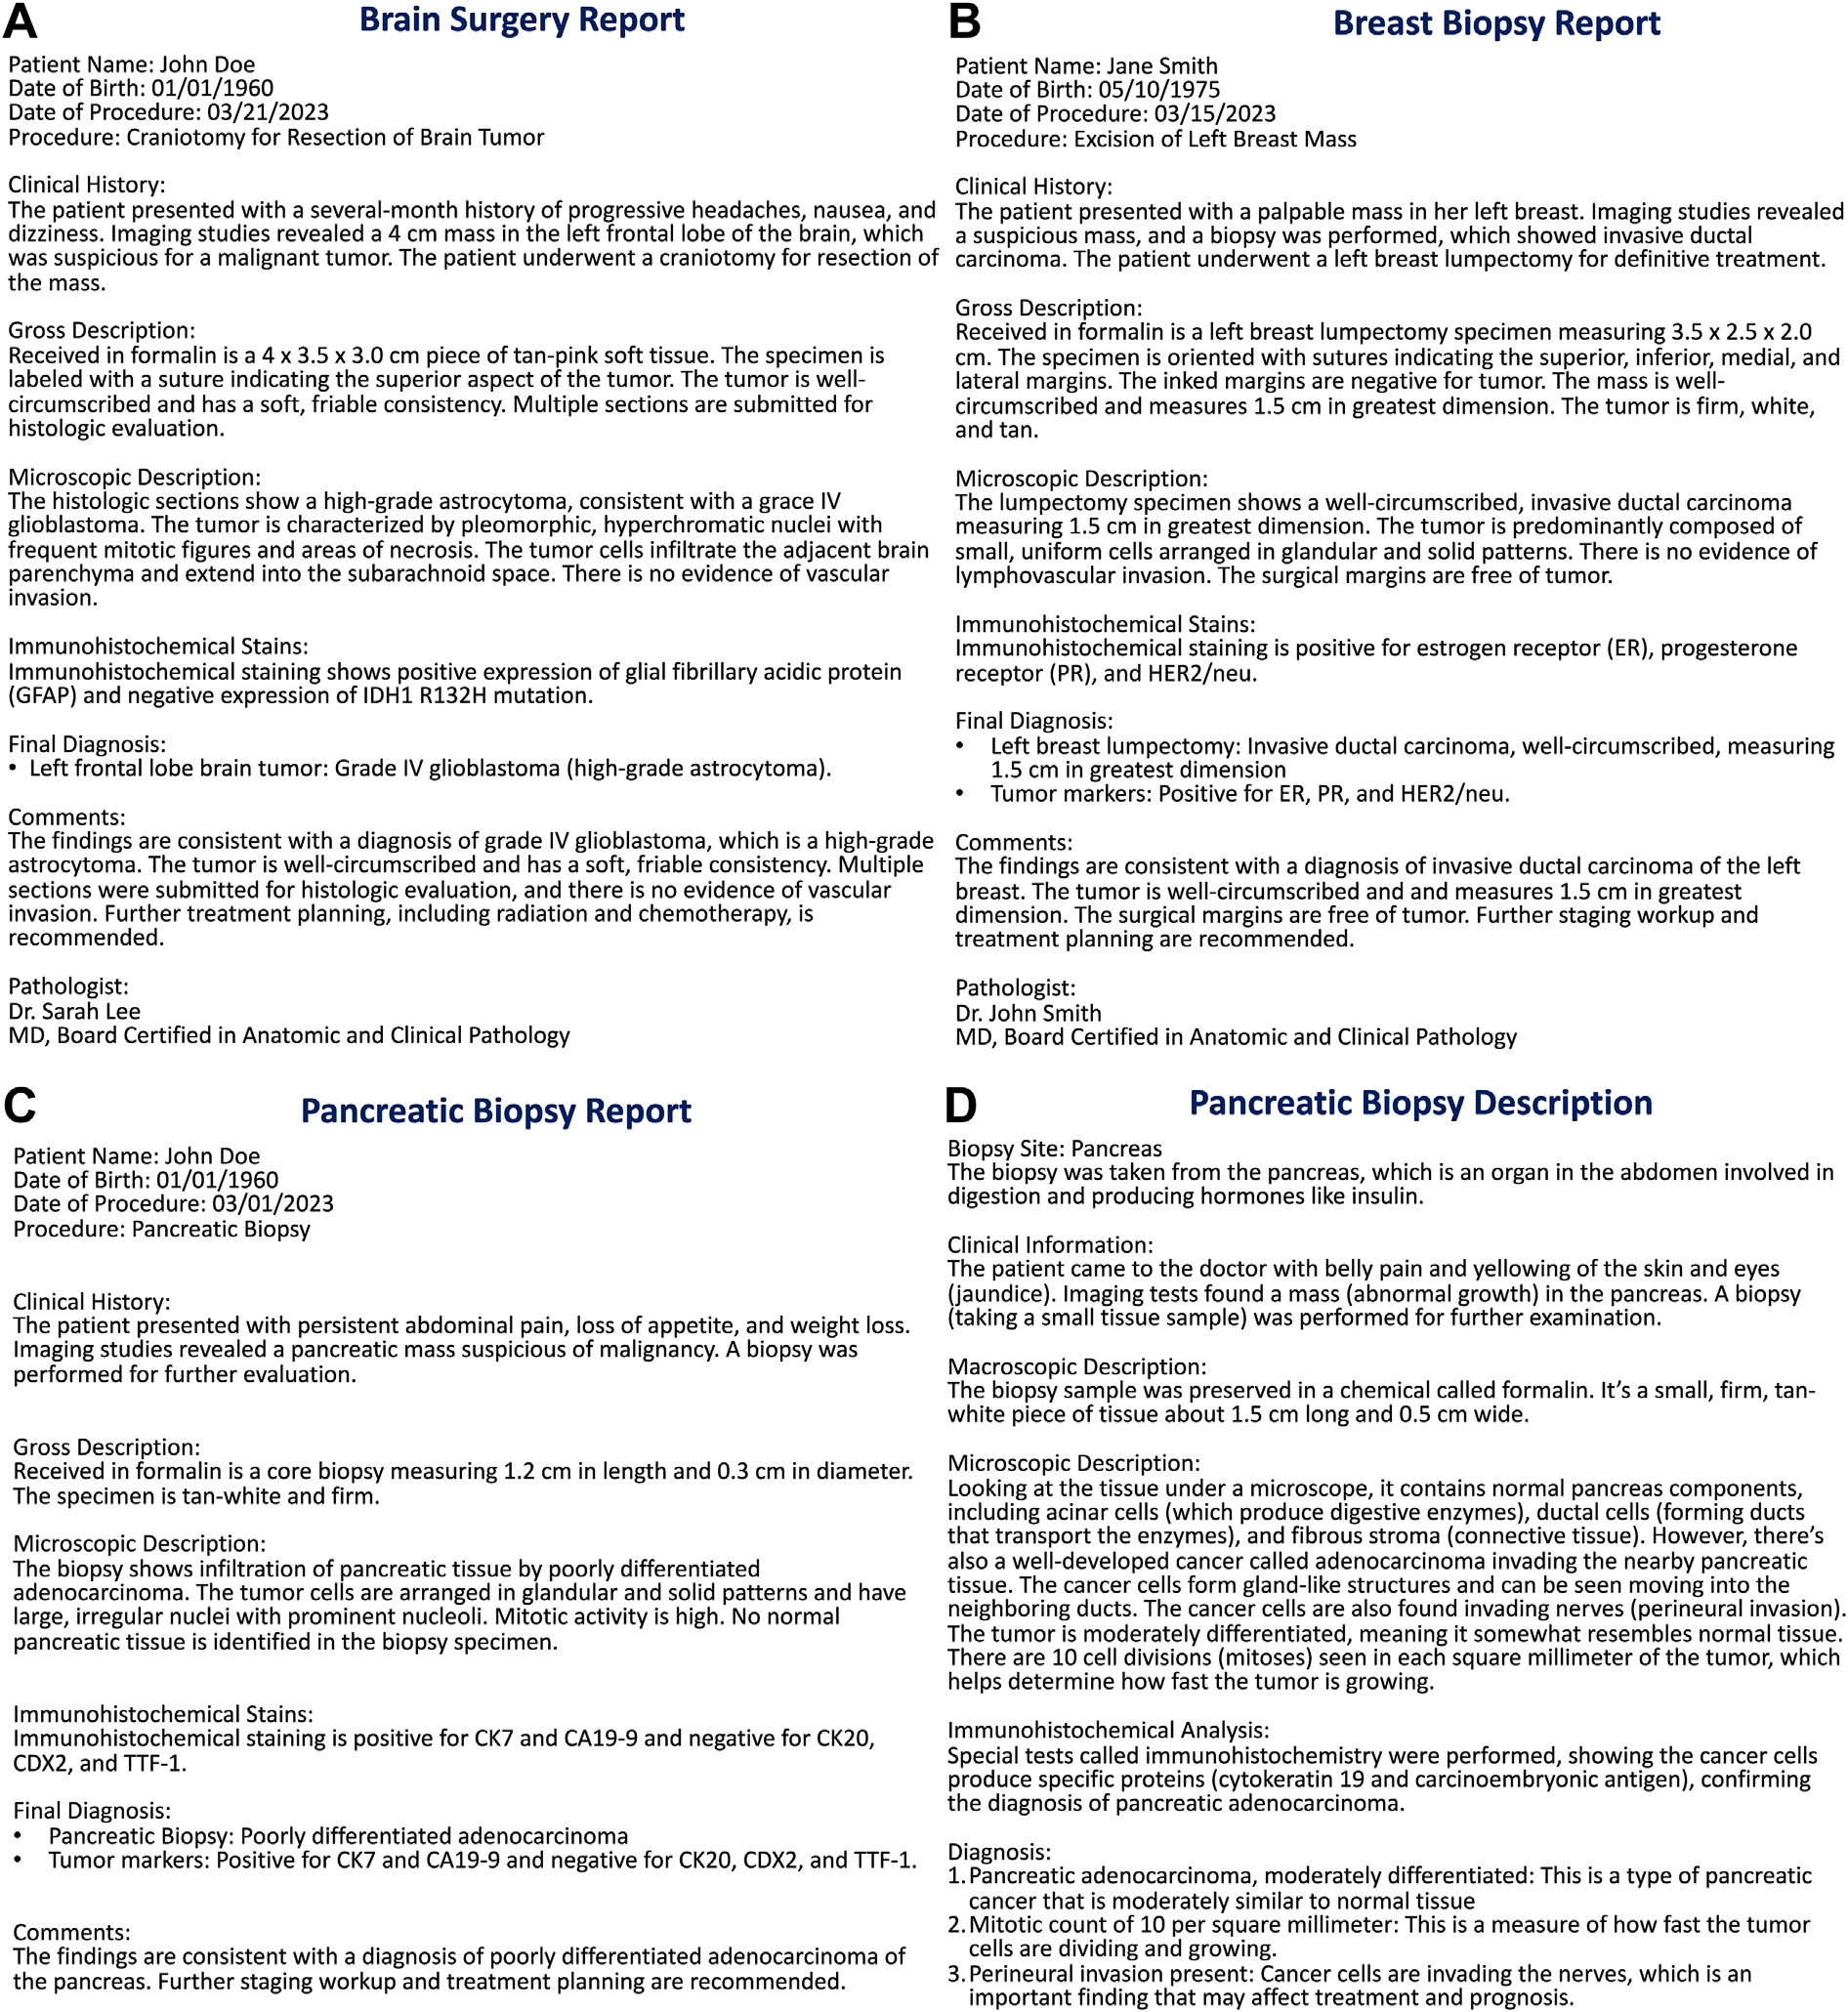 A
Brain Surgery Report
Patient Name: John Doe
Date of Birth: 01/01/1960
Date of Procedure: 03/21/2023
Procedure: Craniotomy for Resection of Brain Tumor
Clinical History:
The patient presented with a several-month history of progressive headaches, nausea, and
dizziness. Imaging studies revealed a 4 cm mass in the left frontal lobe of the brain, which
was suspicious for a malignant tumor. The patient underwent a craniotomy for resection of
the mass.
Gross Description:
Received in formalin is a 4 x 3.5 x 3.0 cm piece of tan-pink soft tissue. The specimen is
labeled with a suture indicating the superior aspect of the tumor. The tumor is well-
circumscribed and has a soft, friable consistency. Multiple sections are submitted for
histologic evaluation.
Microscopic Description:
The histologic sections show a high-grade astrocytoma, consistent with a grace IV
glioblastoma. The tumor is characterized by pleomorphic, hyperchromatic nuclei with
frequent mitotic figures and areas of necrosis. The tumor cells infiltrate the adjacent brain
parenchyma and extend into the subarachnoid space. There is no evidence of vascular
invasion.
Immunohistochemical Stains:
Immunohistochemical staining shows positive expression of glial fibrillary acidic protein
(GFAP) and negative expression of IDH1 R132H mutation.
Final Diagnosis:
• Left frontal lobe brain tumor: Grade IV glioblastoma (high-grade astrocytoma).
Comments:
The findings are consistent with a diagnosis of grade IV glioblastoma, which is a high-grade
astrocytoma. The tumor is well-circumscribed and has a soft, friable consistency. Multiple
sections were submitted for histologic evaluation, and there is no evidence of vascular
invasion. Further treatment planning, including radiation and chemotherapy, is
recommended.
Pathologist:
Dr. Sarah Lee
MD, Board Certified in Anatomic and Clinical Pathology
B
Breast Biopsy Report
Patient Name: Jane Smith
Date of Birth: 05/10/1975
Date of Procedure: 03/15/2023
Procedure: Excision of Left Breast Mass
Clinical History:
The patient presented with a palpable mass in her left breast. Imaging studies revealed
a suspicious mass, and a biopsy was performed, which showed invasive ductal
carcinoma. The patient underwent a left breast lumpectomy for definitive treatment.
Gross Description:
Received in formalin is a left breast lumpectomy specimen measuring 3.5 x 2.5 x 2.0
cm. The specimen is oriented with sutures indicating the superior, inferior, medial, and
lateral margins. The inked margins are negative for tumor. The mass is well-
circumscribed and measures 1.5 cm in greatest dimension. The tumor is firm, white,
and tan.
Microscopic Description:
The lumpectomy specimen shows a well-circumscribed, invasive ductal carcinoma
measuring 1.5 cm in greatest dimension. The tumor is predominantly composed of
small, uniform cells arranged in glandular and solid patterns. There is no evidence of
lymphovascular invasion. The surgical margins are free of tumor.
Immunohistochemical Stains:
Immunohistochemical staining is positive for estrogen receptor (ER), progesterone
receptor (PR), and HER2/neu.
Final Diagnosis:
• Left breast lumpectomy: Invasive ductal carcinoma, well-circumscribed, measuring
1.5 cm in greatest dimension
• Tumor markers: Positive for ER, PR, and HER2/neu.
Comments:
The findings are consistent with a diagnosis of invasive ductal carcinoma of the left
breast. The tumor is well-circumscribed and and measures 1.5 cm in greatest
dimension. The surgical margins are free of tumor. Further staging workup and
treatment planning are recommended.
Pathologist:
Dr. John Smith
MD, Board Certified in Anatomic and Clinical Pathology
C
Pancreatic Biopsy Report
Patient Name: John Doe
Date of Birth: 01/01/1960
Date of Procedure: 03/01/2023
Procedure: Pancreatic Biopsy
Clinical History:
The patient presented with persistent abdominal pain, loss of appetite, and weight loss.
Imaging studies revealed a pancreatic mass suspicious of malignancy. A biopsy was
performed for further evaluation.
Gross Description:
Received in formalin is a core biopsy measuring 1.2 cm in length and 0.3 cm in diameter.
The specimen is tan-white and firm.
Microscopic Description:
The biopsy shows infiltration of pancreatic tissue by poorly differentiated
adenocarcinoma. The tumor cells are arranged in glandular and solid patterns and have
large, irregular nuclei with prominent nucleoli. Mitotic activity is high. No normal
pancreatic tissue is identified in the biopsy specimen.
Immunohistochemical Stains:
Immunohistochemical staining is positive for CK7 and CA19-9 and negative for CK20,
CDX2, and TTF-1.
Final Diagnosis:
• Pancreatic Biopsy: Poorly differentiated adenocarcinoma
• Tumor markers: Positive for CK7 and CA19-9 and negative for CK20, CDX2, and TTF-1.
Comments:
The findings are consistent with a diagnosis of poorly differentiated adenocarcinoma of
the pancreas. Further staging workup and treatment planning are recommended.
D
Pancreatic Biopsy Description
Biopsy Site: Pancreas
The biopsy was taken from the pancreas, which is an organ in the abdomen involved in
digestion and producing hormones like insulin.
Clinical Information:
The patient came to the doctor with belly pain and yellowing of the skin and eyes
(jaundice). Imaging tests found a mass (abnormal growth) in the pancreas. A biopsy
(taking a small tissue sample) was performed for further examination.
Macroscopic Description:
The biopsy sample was preserved in a chemical called formalin. It’s a small, firm, tan-
white piece of tissue about 1.5 cm long and 0.5 cm wide.
Microscopic Description:
Looking at the tissue under a microscope, it contains normal pancreas components,
including acinar cells (which produce digestive enzymes), ductal cells (forming ducts
that transport the enzymes), and fibrous stroma (connective tissue). However, there’s
also a well-developed cancer called adenocarcinoma invading the nearby pancreatic
tissue. The cancer cells form gland-like structures and can be seen moving into the
neighboring ducts. The cancer cells are also found invading nerves (perineural invasion).
The tumor is moderately differentiated, meaning it somewhat resembles normal tissue.
There are 10 cell divisions (mitoses) seen in each square millimeter of the tumor, which
helps determine how fast the tumor is growing.
Immunohistochemical Analysis:
Special tests called immunohistochemistry were performed, showing the cancer cells
produce specific proteins (cytokeratin 19 and carcinoembryonic antigen), confirming
the diagnosis of pancreatic adenocarcinoma.
Diagnosis:
1. Pancreatic adenocarcinoma, moderately differentiated: This is a type of pancreatic
cancer that is moderately similar to normal tissue
2. Mitotic count of 10 per square millimeter: This is a measure of how fast the tumor
cells are dividing and growing.
3. Perineural invasion present: Cancer cells are invading the nerves, which is an
important finding that may affect treatment and prognosis.